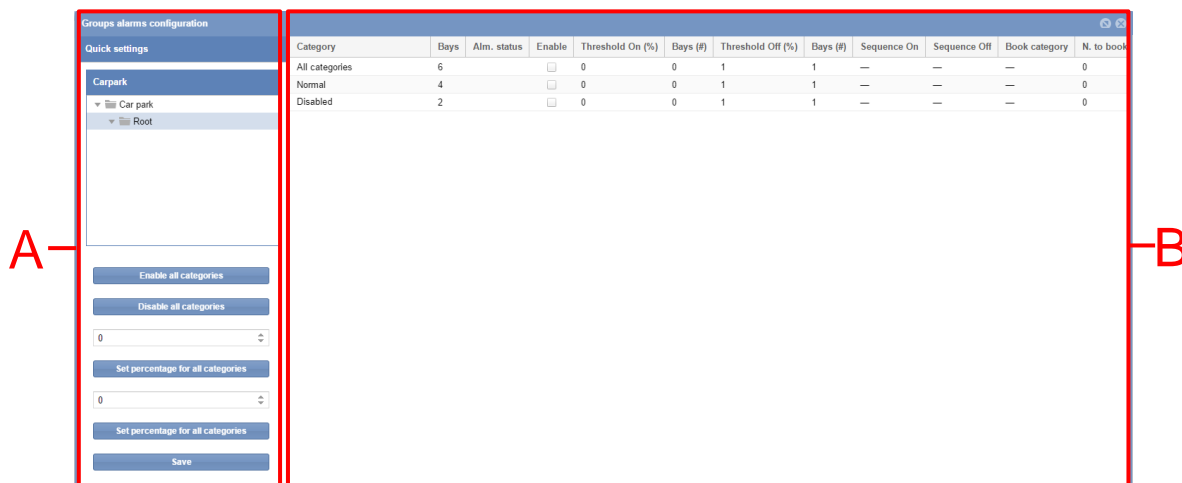 Groups alarms configuration
Quick settings
Carpark
Car park
Root
Enable all categories
Disable all categories
0
Set percentage for all categories
0
Set percentage for all categories
Save
A
Category Bays Alm. status Enable Threshold On (%) Bays (#) Threshold Off (%) Bays (#) Sequence On Sequence Off Book category N. to book
All categories 6 0 0 1 1 — — — 0
Normal 4 0 0 1 1 — — — 0
Disabled 2 0 0 1 1 — — — 0
B